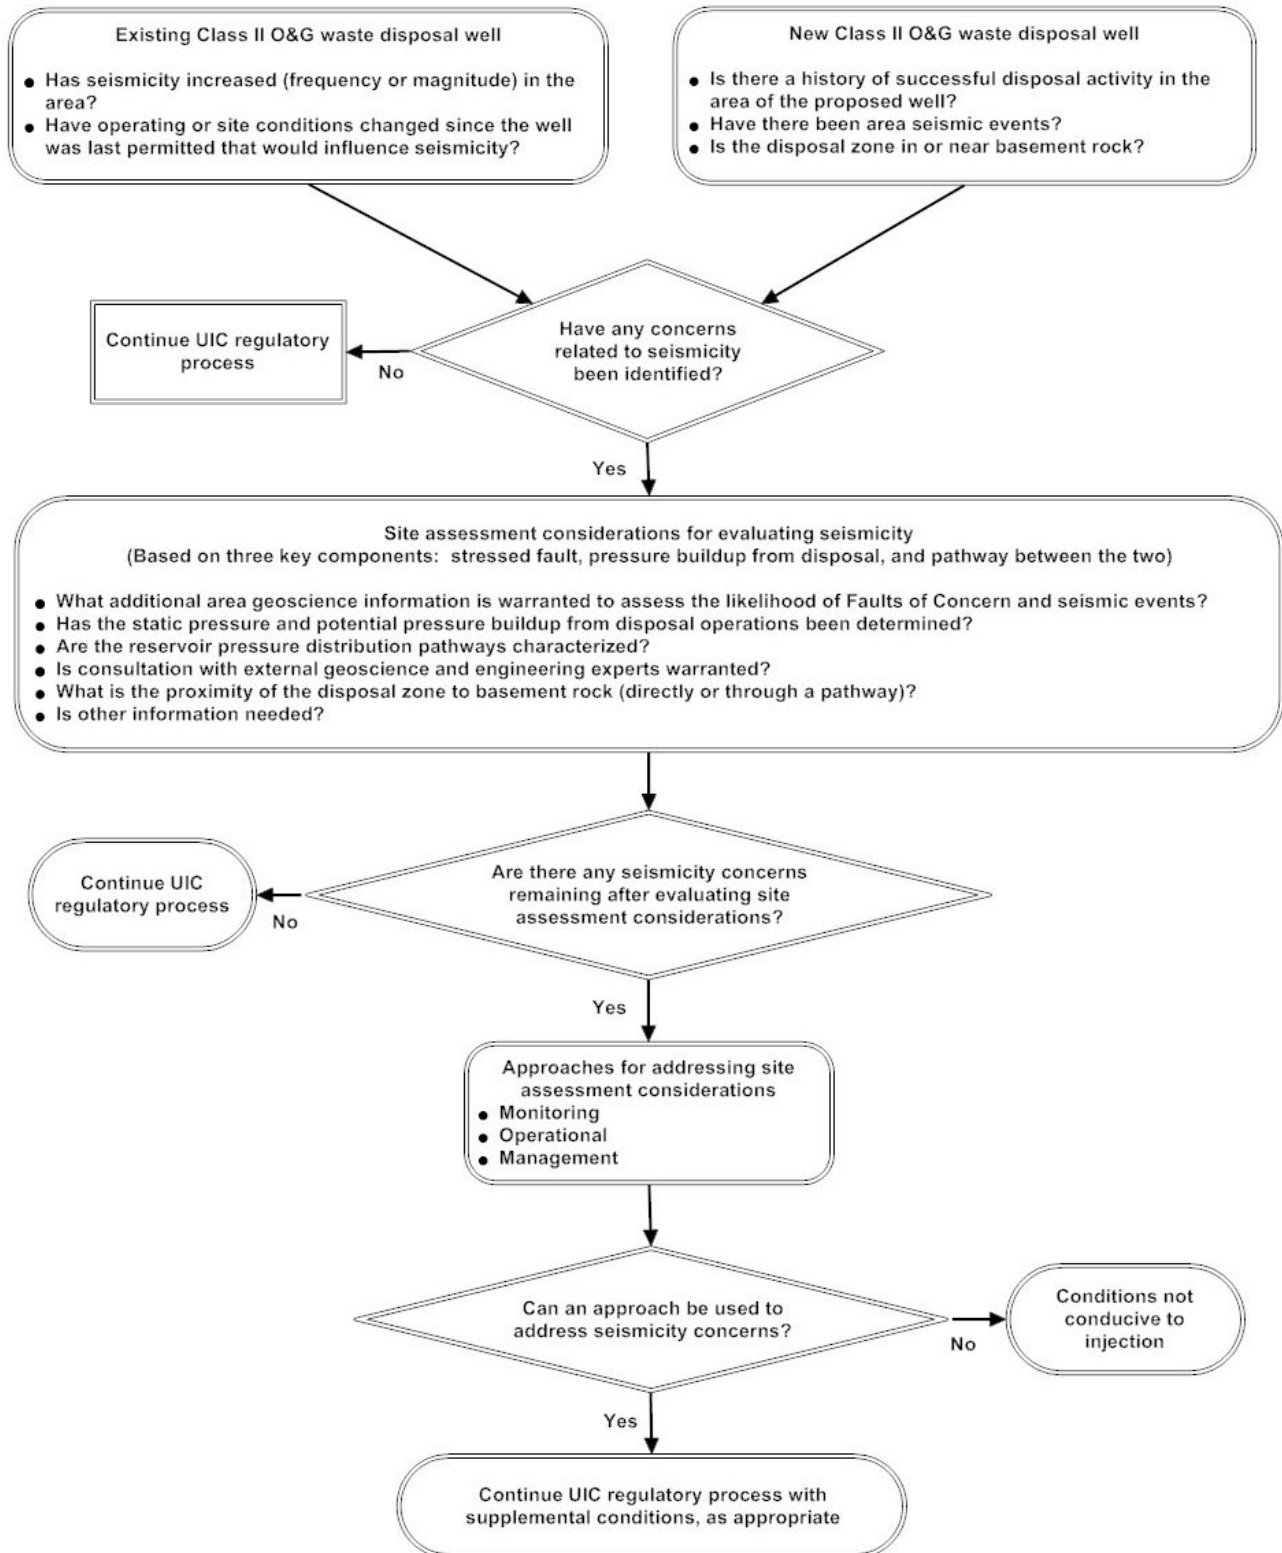 Existing Class II O&G waste disposal well
● Has seismicity increased (frequency or magnitude) in the
area?
● Have operating or site conditions changed since the well
was last permitted that would influence seismicity?
New Class II O&G waste disposal well
● Is there a history of successful disposal activity in the
area of the proposed well?
● Have there been area seismic events?
● Is the disposal zone in or near basement rock?
Have any concerns
related to seismicity
been identified?
No
Continue UIC regulatory
process
Yes
Site assessment considerations for evaluating seismicity
(Based on three key components: stressed fault, pressure buildup from disposal, and pathway between the two)
● What additional area geoscience information is warranted to assess the likelihood of Faults of Concern and seismic events?
● Has the static pressure and potential pressure buildup from disposal operations been determined?
● Are the reservoir pressure distribution pathways characterized?
● Is consultation with external geoscience and engineering experts warranted?
● What is the proximity of the disposal zone to basement rock (directly or through a pathway)?
● Is other information needed?
Are there any seismicity concerns
remaining after evaluating site
assessment considerations?
No
Continue UIC
regulatory process
Yes
Approaches for addressing site
assessment considerations
● Monitoring
● Operational
● Management
Can an approach be used to
address seismicity concerns?
No
Conditions not
conducive to
injection
Yes
Continue UIC regulatory process with
supplemental conditions, as appropriate